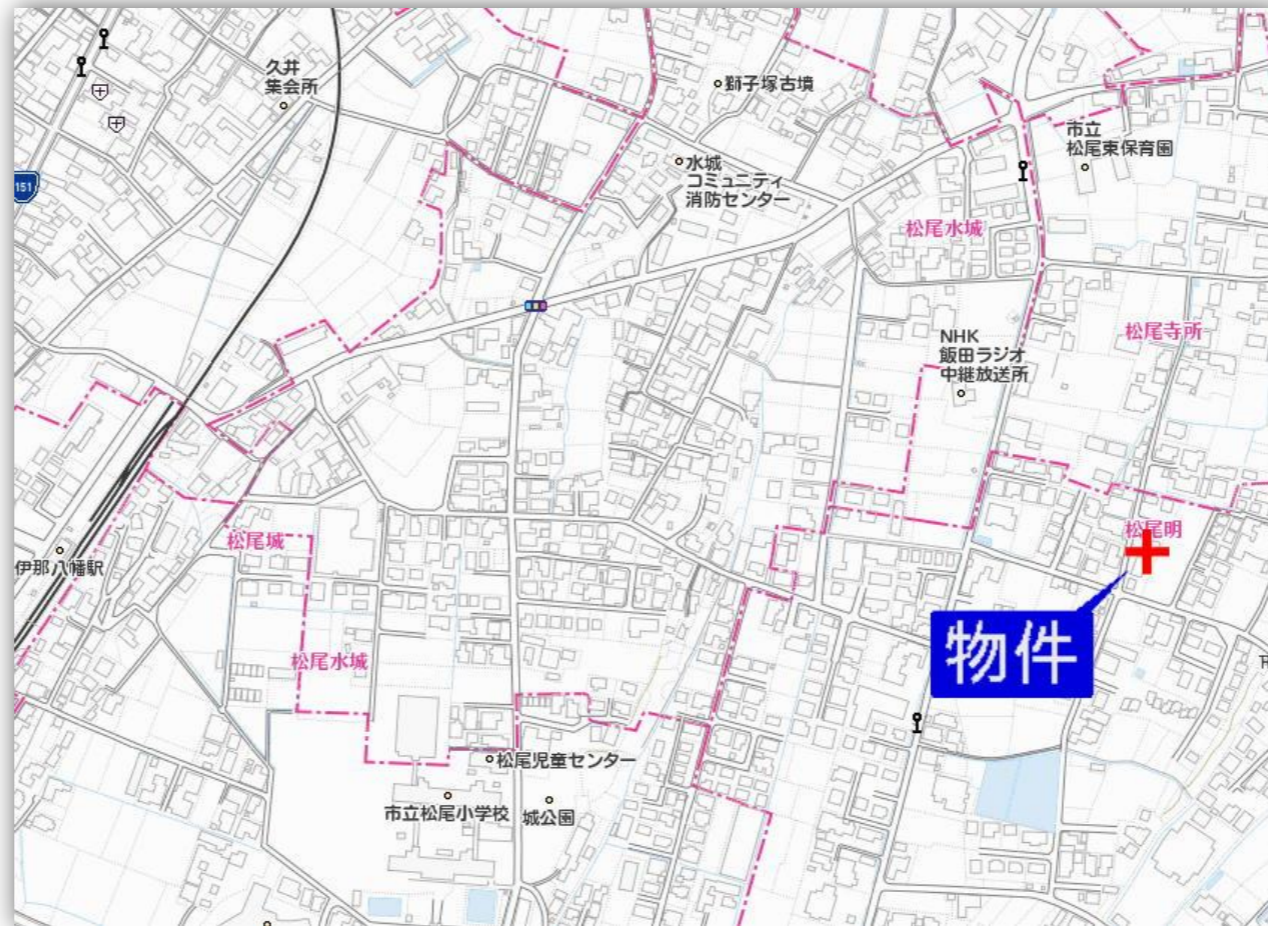 久井
集会所
獅子塚古墳
市立
松尾東保育園
水城
コミュニティ
消防センター
151
松尾水城
松尾寺所
NHK
飯田ラジオ
中継放送所
松尾明
松尾城
伊那八幡駅
物件
松尾水城
松尾児童センター
市立松尾小学校
城公園